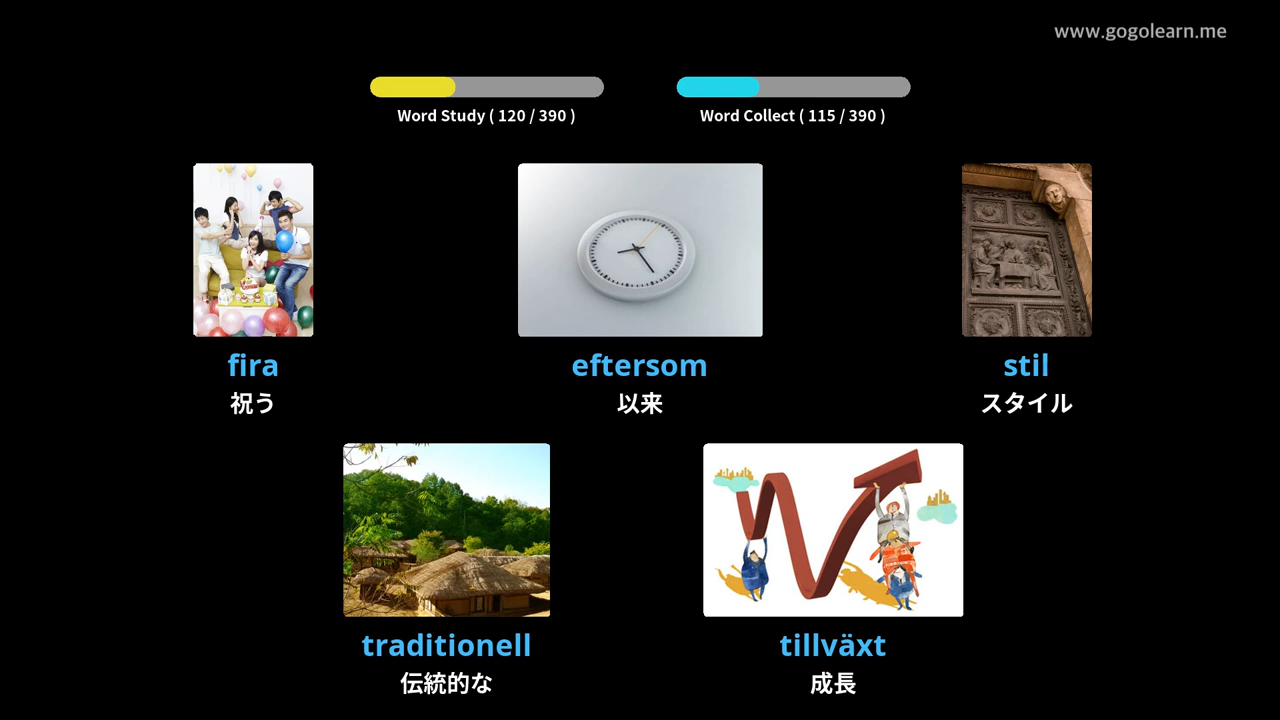 www.gogolearn.me
Word Study ( 120 / 390 )
Word Collect ( 115 / 390 )
fira
祝う
eftersom
以来
stil
スタイル
traditionell
伝統的な
tillväxt
成長